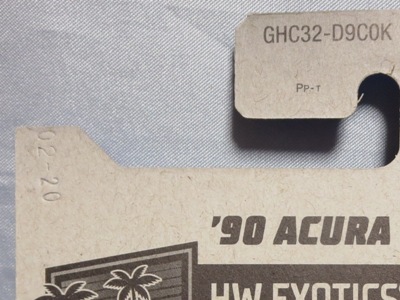 GHC32-D9C0K
PP-1
02-20
'90 ACURA
HW EXOTICS